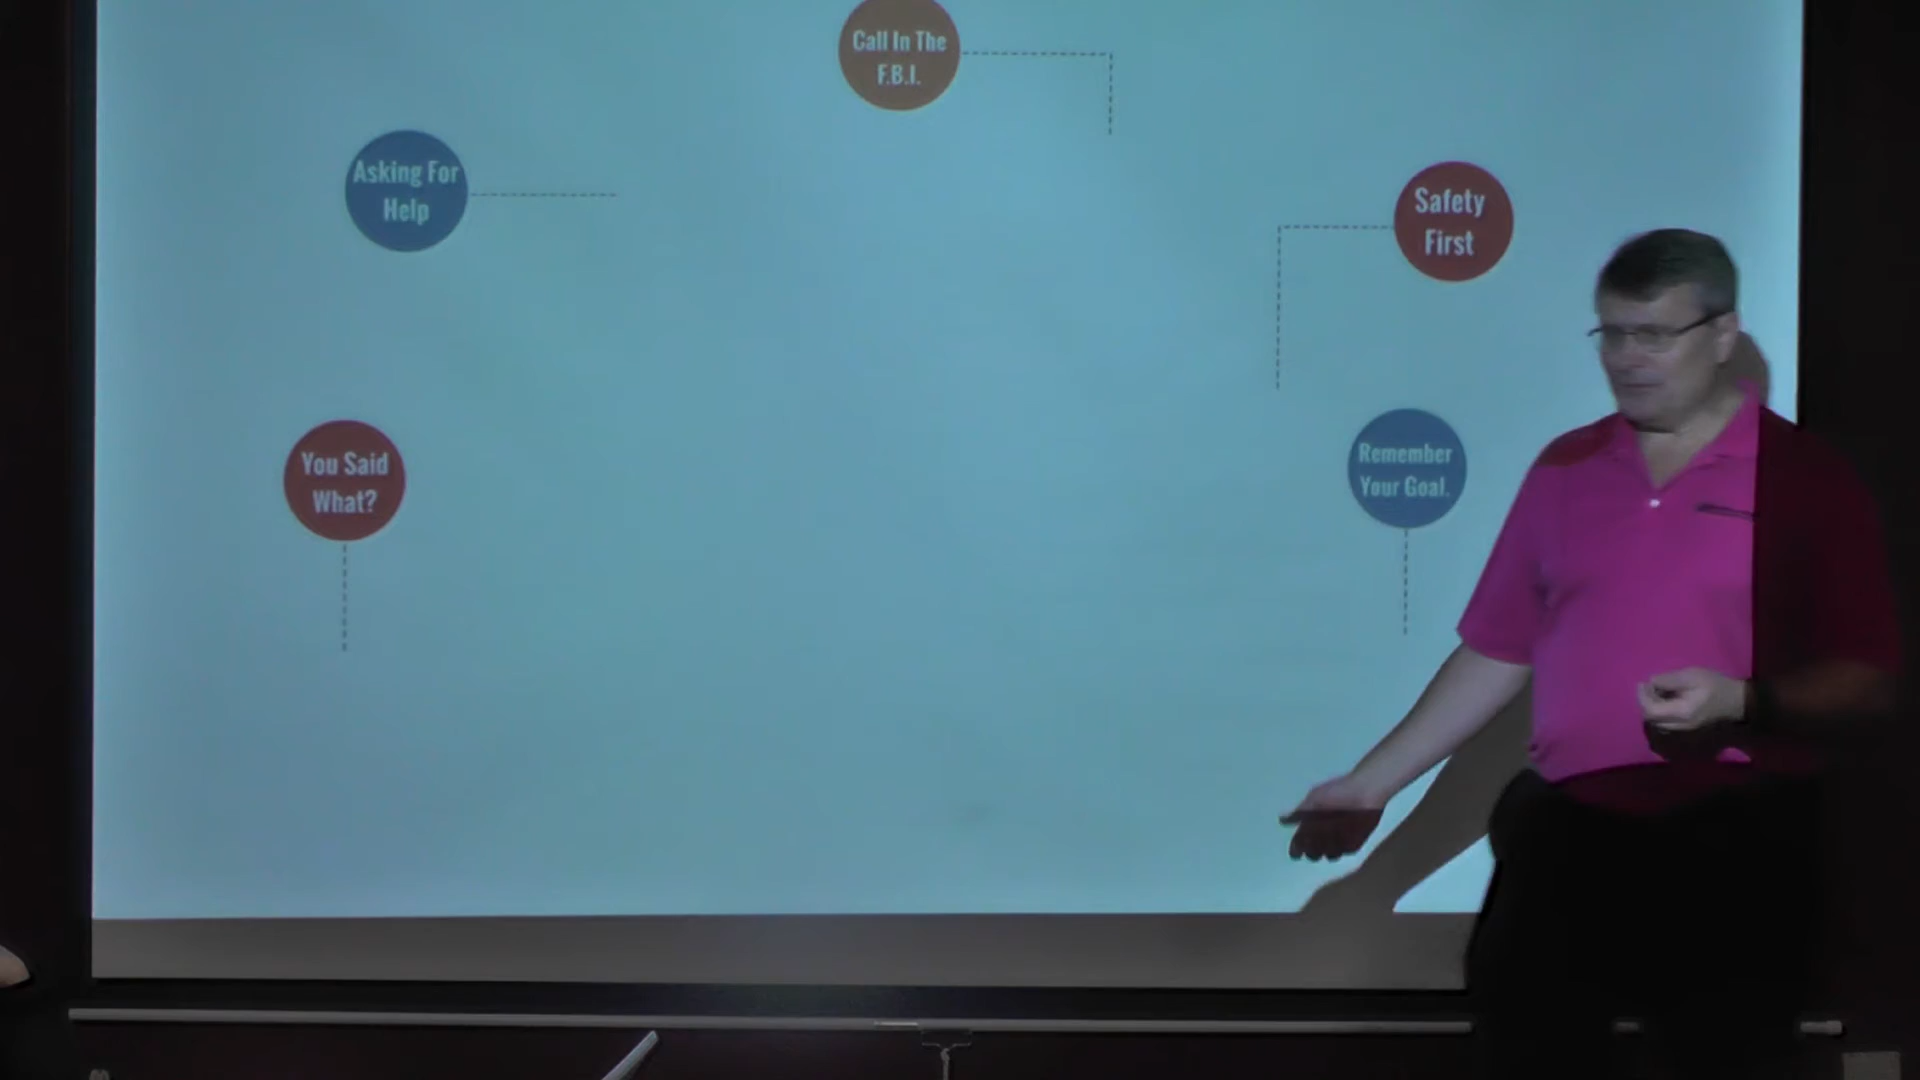 Call In The
F.B.I.
Asking For
Help
Safety
First
You Said
What?
Remember
Your Goal.